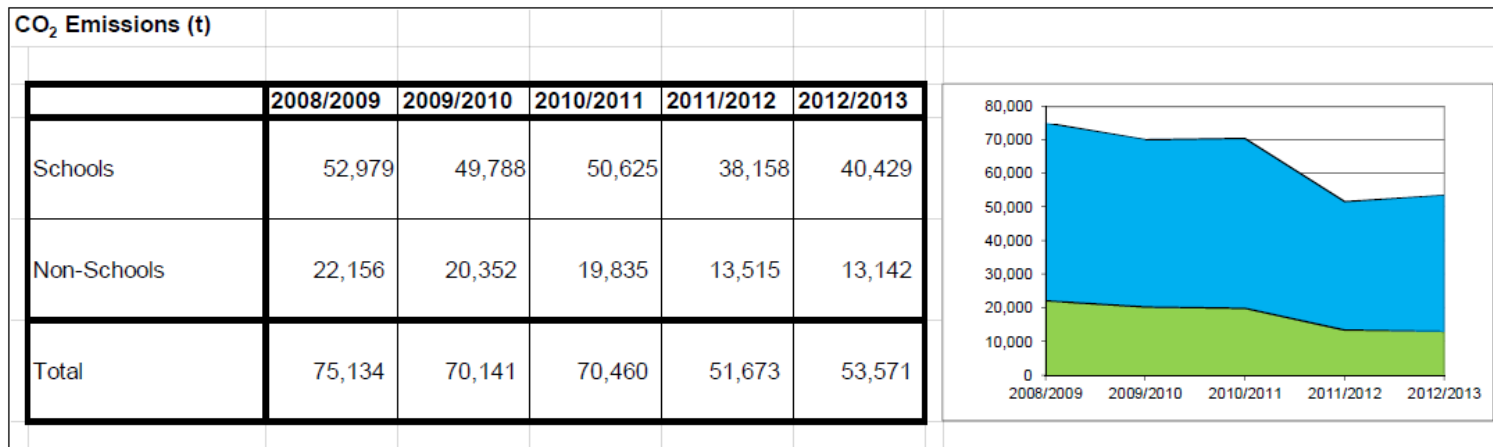 CO₂ Emissions (t)
2008/2009 2009/2010 2010/2011 2011/2012 2012/2013
Schools 52,979 49,788 50,625 38,158 40,429
Non-Schools 22,156 20,352 19,835 13,515 13,142
Total 75,134 70,141 70,460 51,673 53,571
80,000
70,000
60,000
50,000
40,000
30,000
20,000
10,000
0
2008/2009 2009/2010 2010/2011 2011/2012 2012/2013